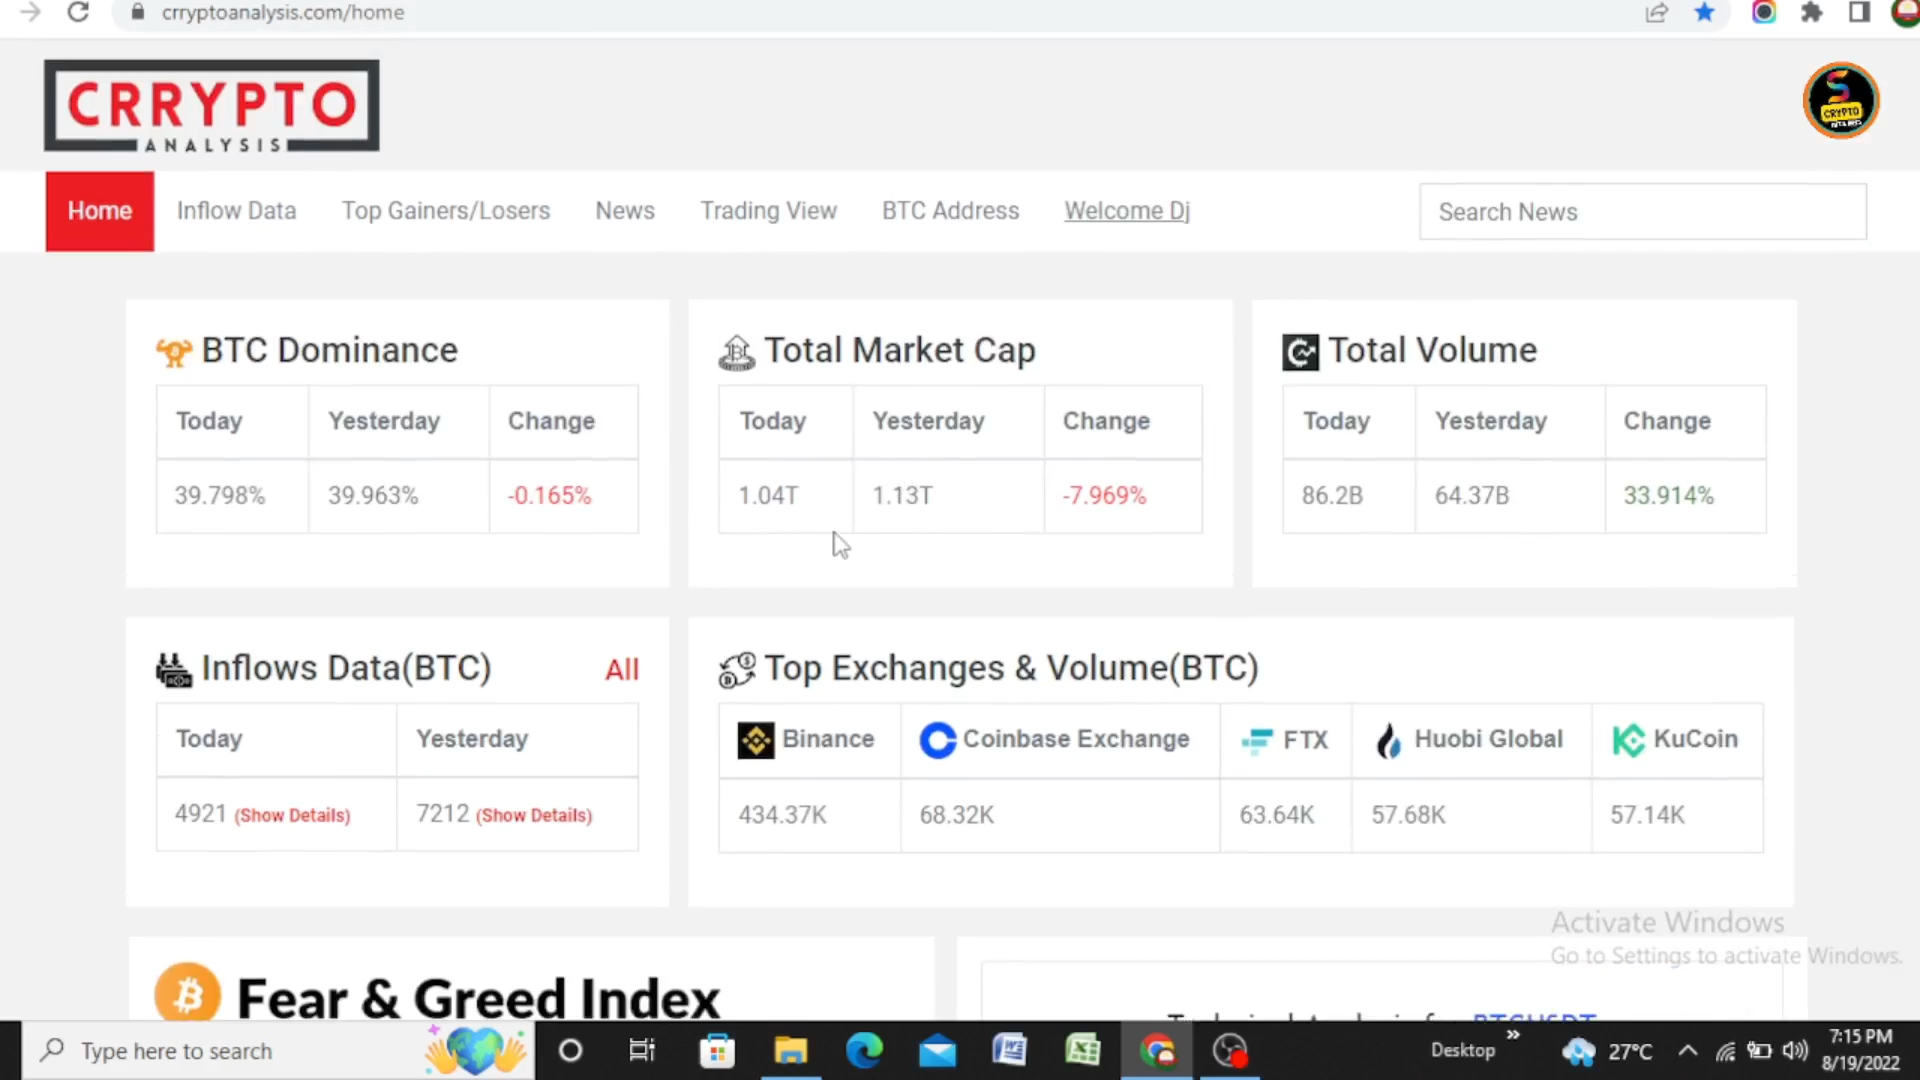 crryptoanalysis.com/home
CRRYPTO
ANALYSIS
S
CRYPTO
Home Inflow Data Top Gainers/Losers News Trading View BTC Address Welcome Dj Search News
BTC Dominance
Today Yesterday Change
39.798% 39.963% -0.165%
Total Market Cap
Today Yesterday Change
1.04T 1.13T -7.969%
Total Volume
Today Yesterday Change
86.2B 64.37B 33.914%
Inflows Data(BTC) All
Today Yesterday
4921 (Show Details) 7212 (Show Details)
Top Exchanges & Volume(BTC)
Binance Coinbase Exchange FTX Huobi Global KuCoin
434.37K 68.32K 63.64K 57.68K 57.14K
Activate Windows
Go to Settings to activate Windows.
Fear & Greed Index
Type here to search
Desktop
27°C
7:15 PM
8/19/2022